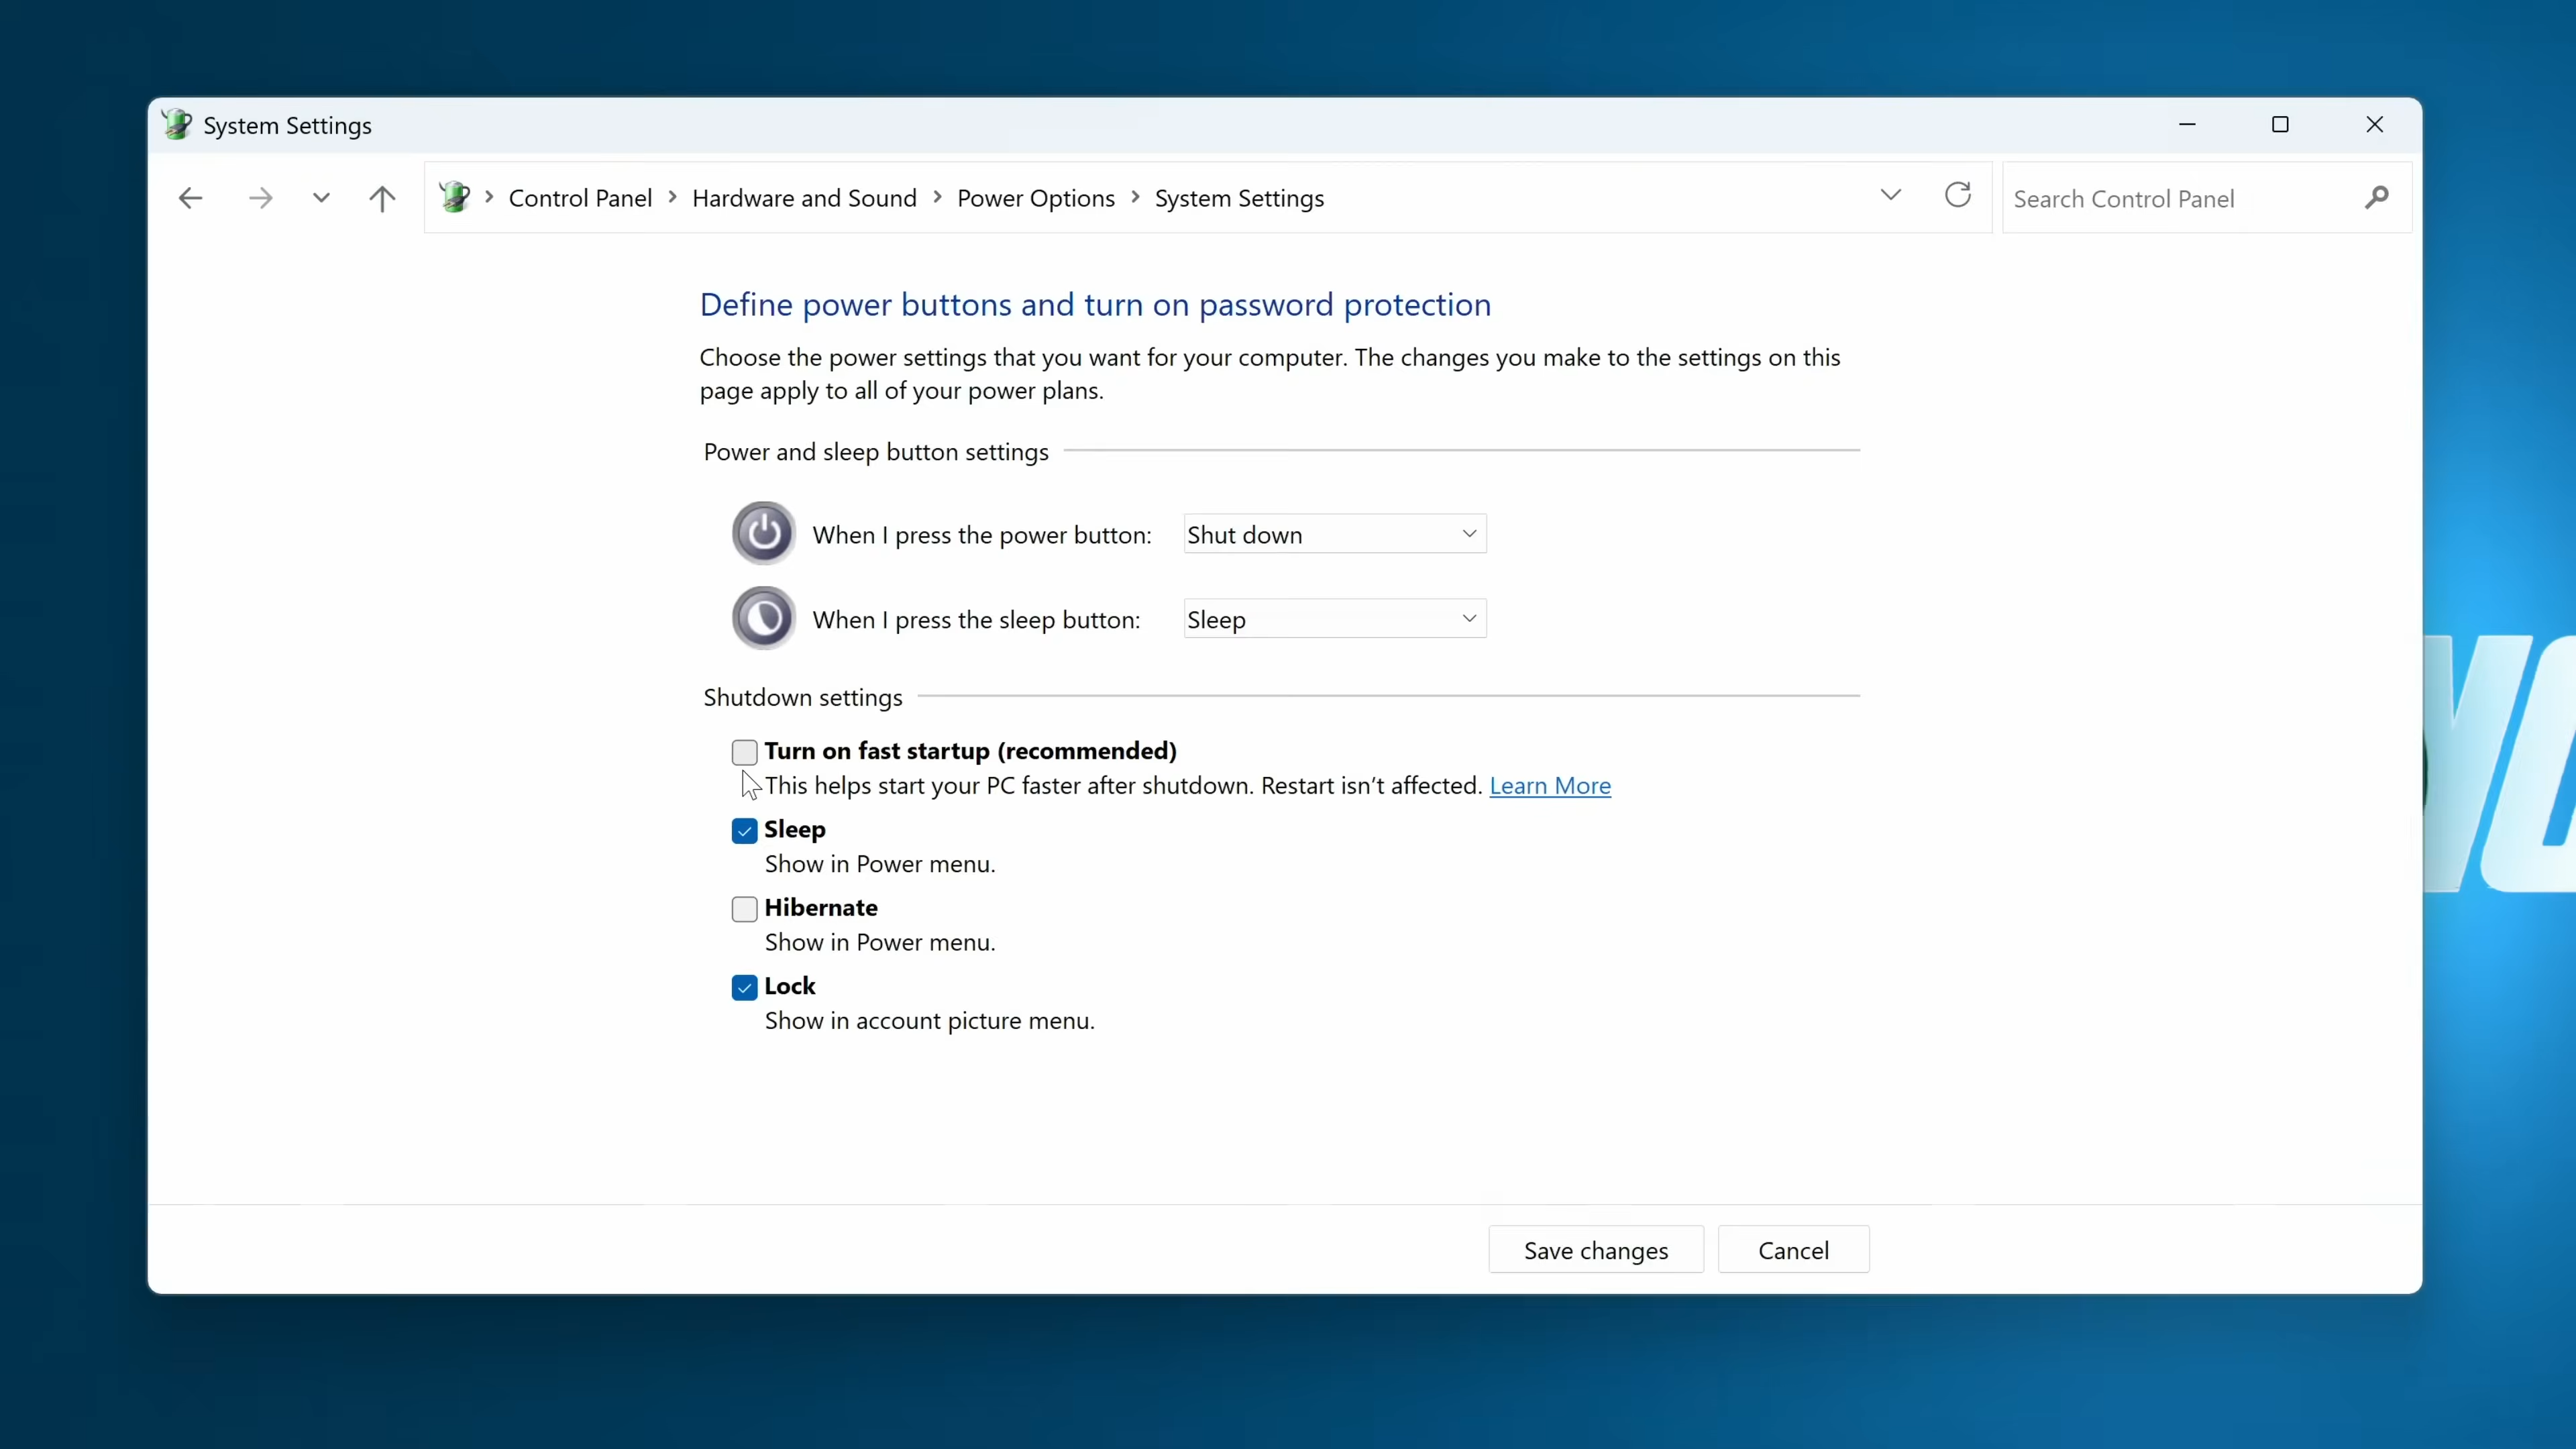 System Settings
Control Panel > Hardware and Sound > Power Options > System Settings
Search Control Panel
Define power buttons and turn on password protection
Choose the power settings that you want for your computer. The changes you make to the settings on this
page apply to all of your power plans.
Power and sleep button settings
When I press the power button: Shut down
When I press the sleep button: Sleep
Shutdown settings
Turn on fast startup (recommended)
This helps start your PC faster after shutdown. Restart isn't affected. Learn More
Sleep
Show in Power menu.
Hibernate
Show in Power menu.
Lock
Show in account picture menu.
Save changes Cancel